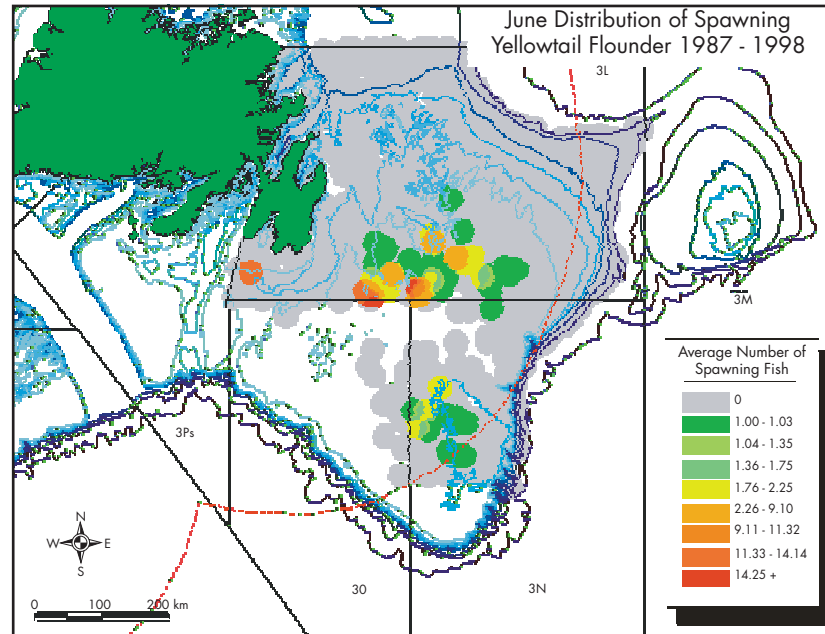 June Distribution of Spawning
Yellowtail Flounder 1987 - 1998
3L
3M
Average Number of
Spawning Fish
0
1.00 - 1.03
1.04 - 1.35
1.36 - 1.75
1.76 - 2.25
2.26 - 9.10
9.11 - 11.32
11.33 - 14.14
14.25 +
3Ps
N
W E
S
30
3N
0 100 200 km